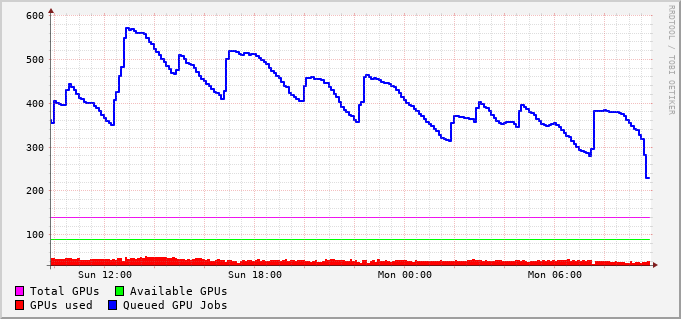 600
500
400
300
200
100
Sun 12:00 Sun 18:00 Mon 00:00 Mon 06:00
Total GPUs Available GPUs
GPUs used Queued GPU Jobs
RRDTOOL / TOBI OETIKER